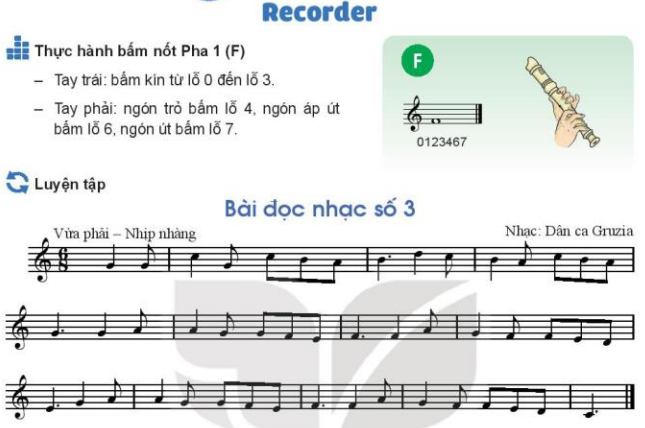 Recorder
Thực hành bấm nốt Pha 1 (F)
– Tay trái: bấm kín từ lỗ 0 đến lỗ 3.
– Tay phải: ngón trỏ bấm lỗ 4, ngón áp út
bấm lỗ 6, ngón út bấm lỗ 7.
F
0123467
Luyện tập
Bài đọc nhạc số 3
Vừa phải – Nhịp nhàng
Nhạc: Dân ca Gruzia
6
8